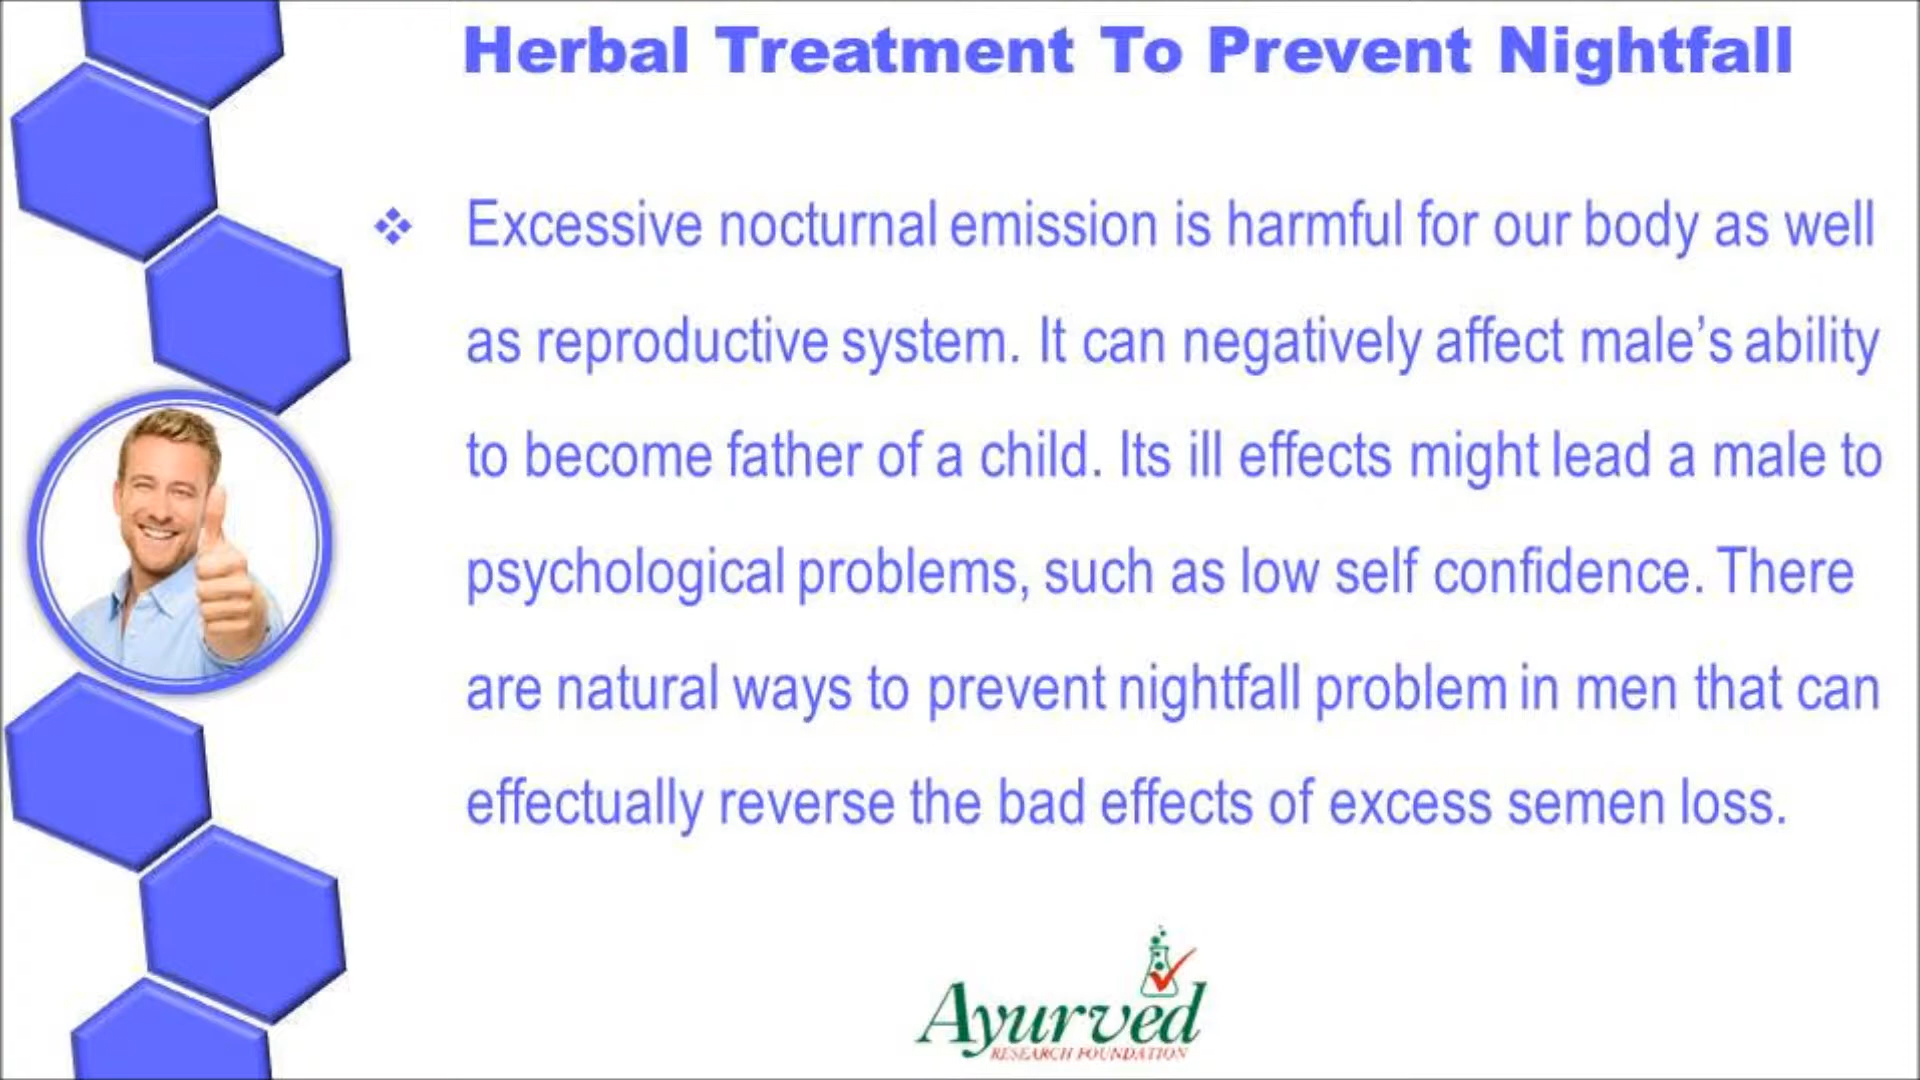 Herbal Treatment To Prevent Nightfall
Excessive nocturnal emission is harmful for our body as well
as reproductive system. It can negatively affect male's ability
to become father of a child. Its ill effects might lead a male to
psychological problems, such as low self confidence. There
are natural ways to prevent nightfall problem in men that can
effectually reverse the bad effects of excess semen loss.
Ayurved
RESEARCH FOUNDATION